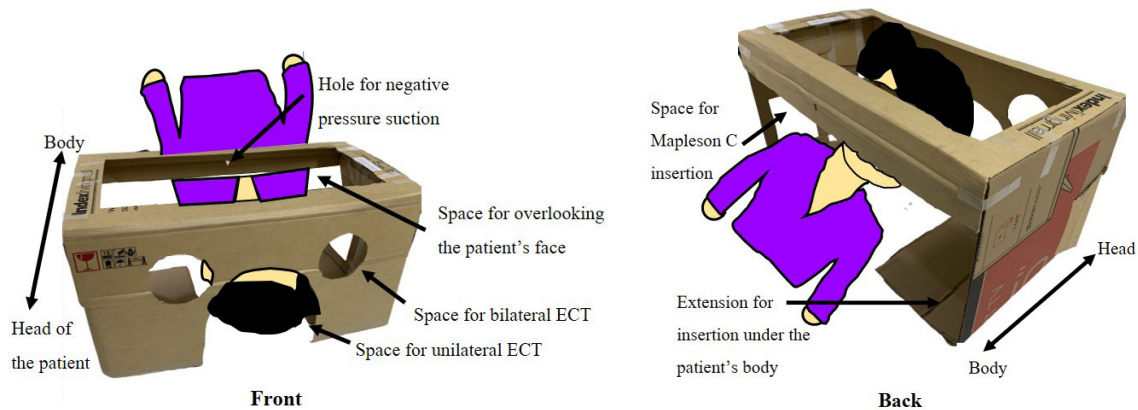 Hole for negative
pressure suction
Body
Indexlivingmall
Space for overlooking
the patient's face
Space for bilateral ECT
Head of
the patient
Space for unilateral ECT
Front
Space for
Mapleson C
insertion
Indexlivingmall
Head
Extension for
insertion under the
patient's body
Body
Back